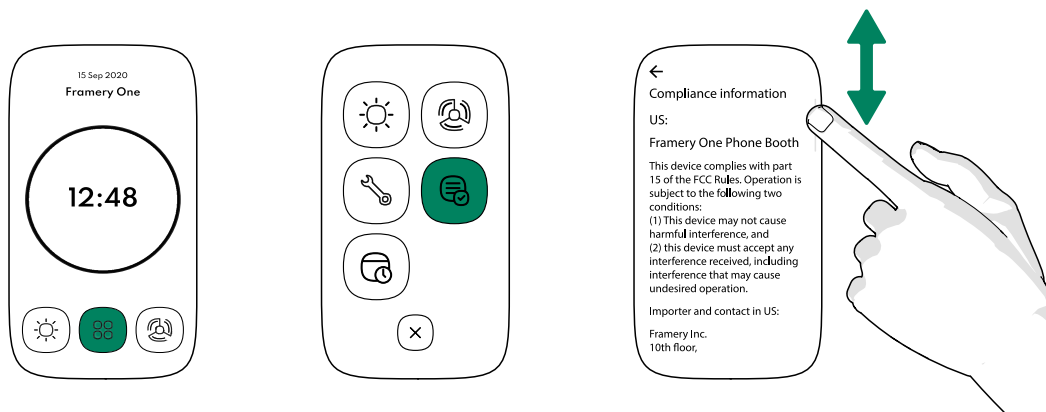 15 Sep 2020
Framery One
12:48
Compliance information
US:
Framery One Phone Booth
This device complies with part
15 of the FCC Rules. Operation is
subject to the following two
conditions:
(1) This device may not cause
harmful interference, and
(2) this device must accept any
interference received, including
interference that may cause
undesired operation.
Importer and contact in US:
Framery Inc.
10th floor,